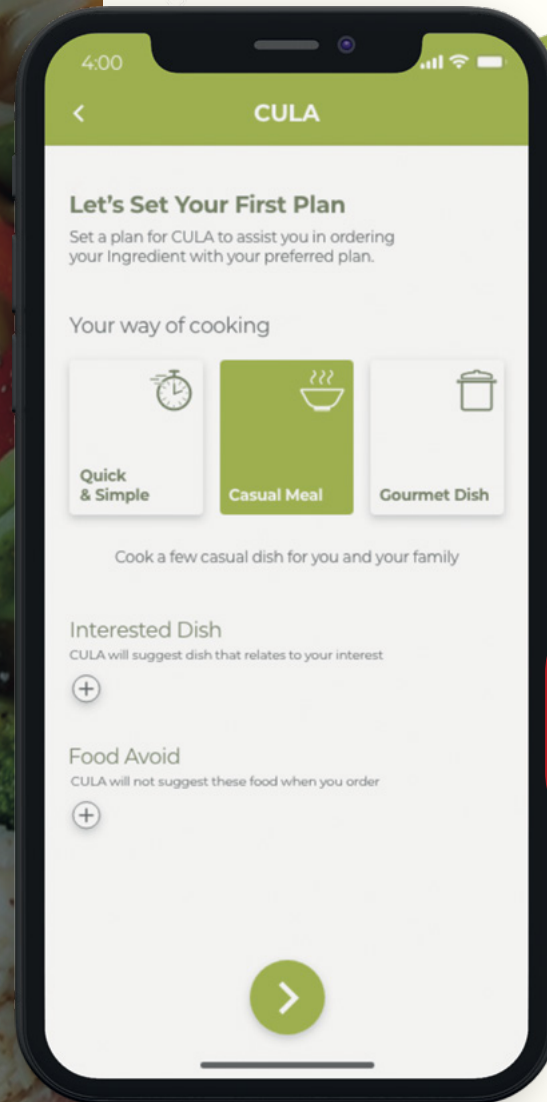 4:00
CULA
Let's Set Your First Plan
Set a plan for CULA to assist you in ordering
your Ingredient with your preferred plan.
Your way of cooking
Quick
& Simple
Casual Meal
Gourmet Dish
Cook a few casual dish for you and your family
Interested Dish
CULA will suggest dish that relates to your interest
Food Avoid
CULA will not suggest these food when you order